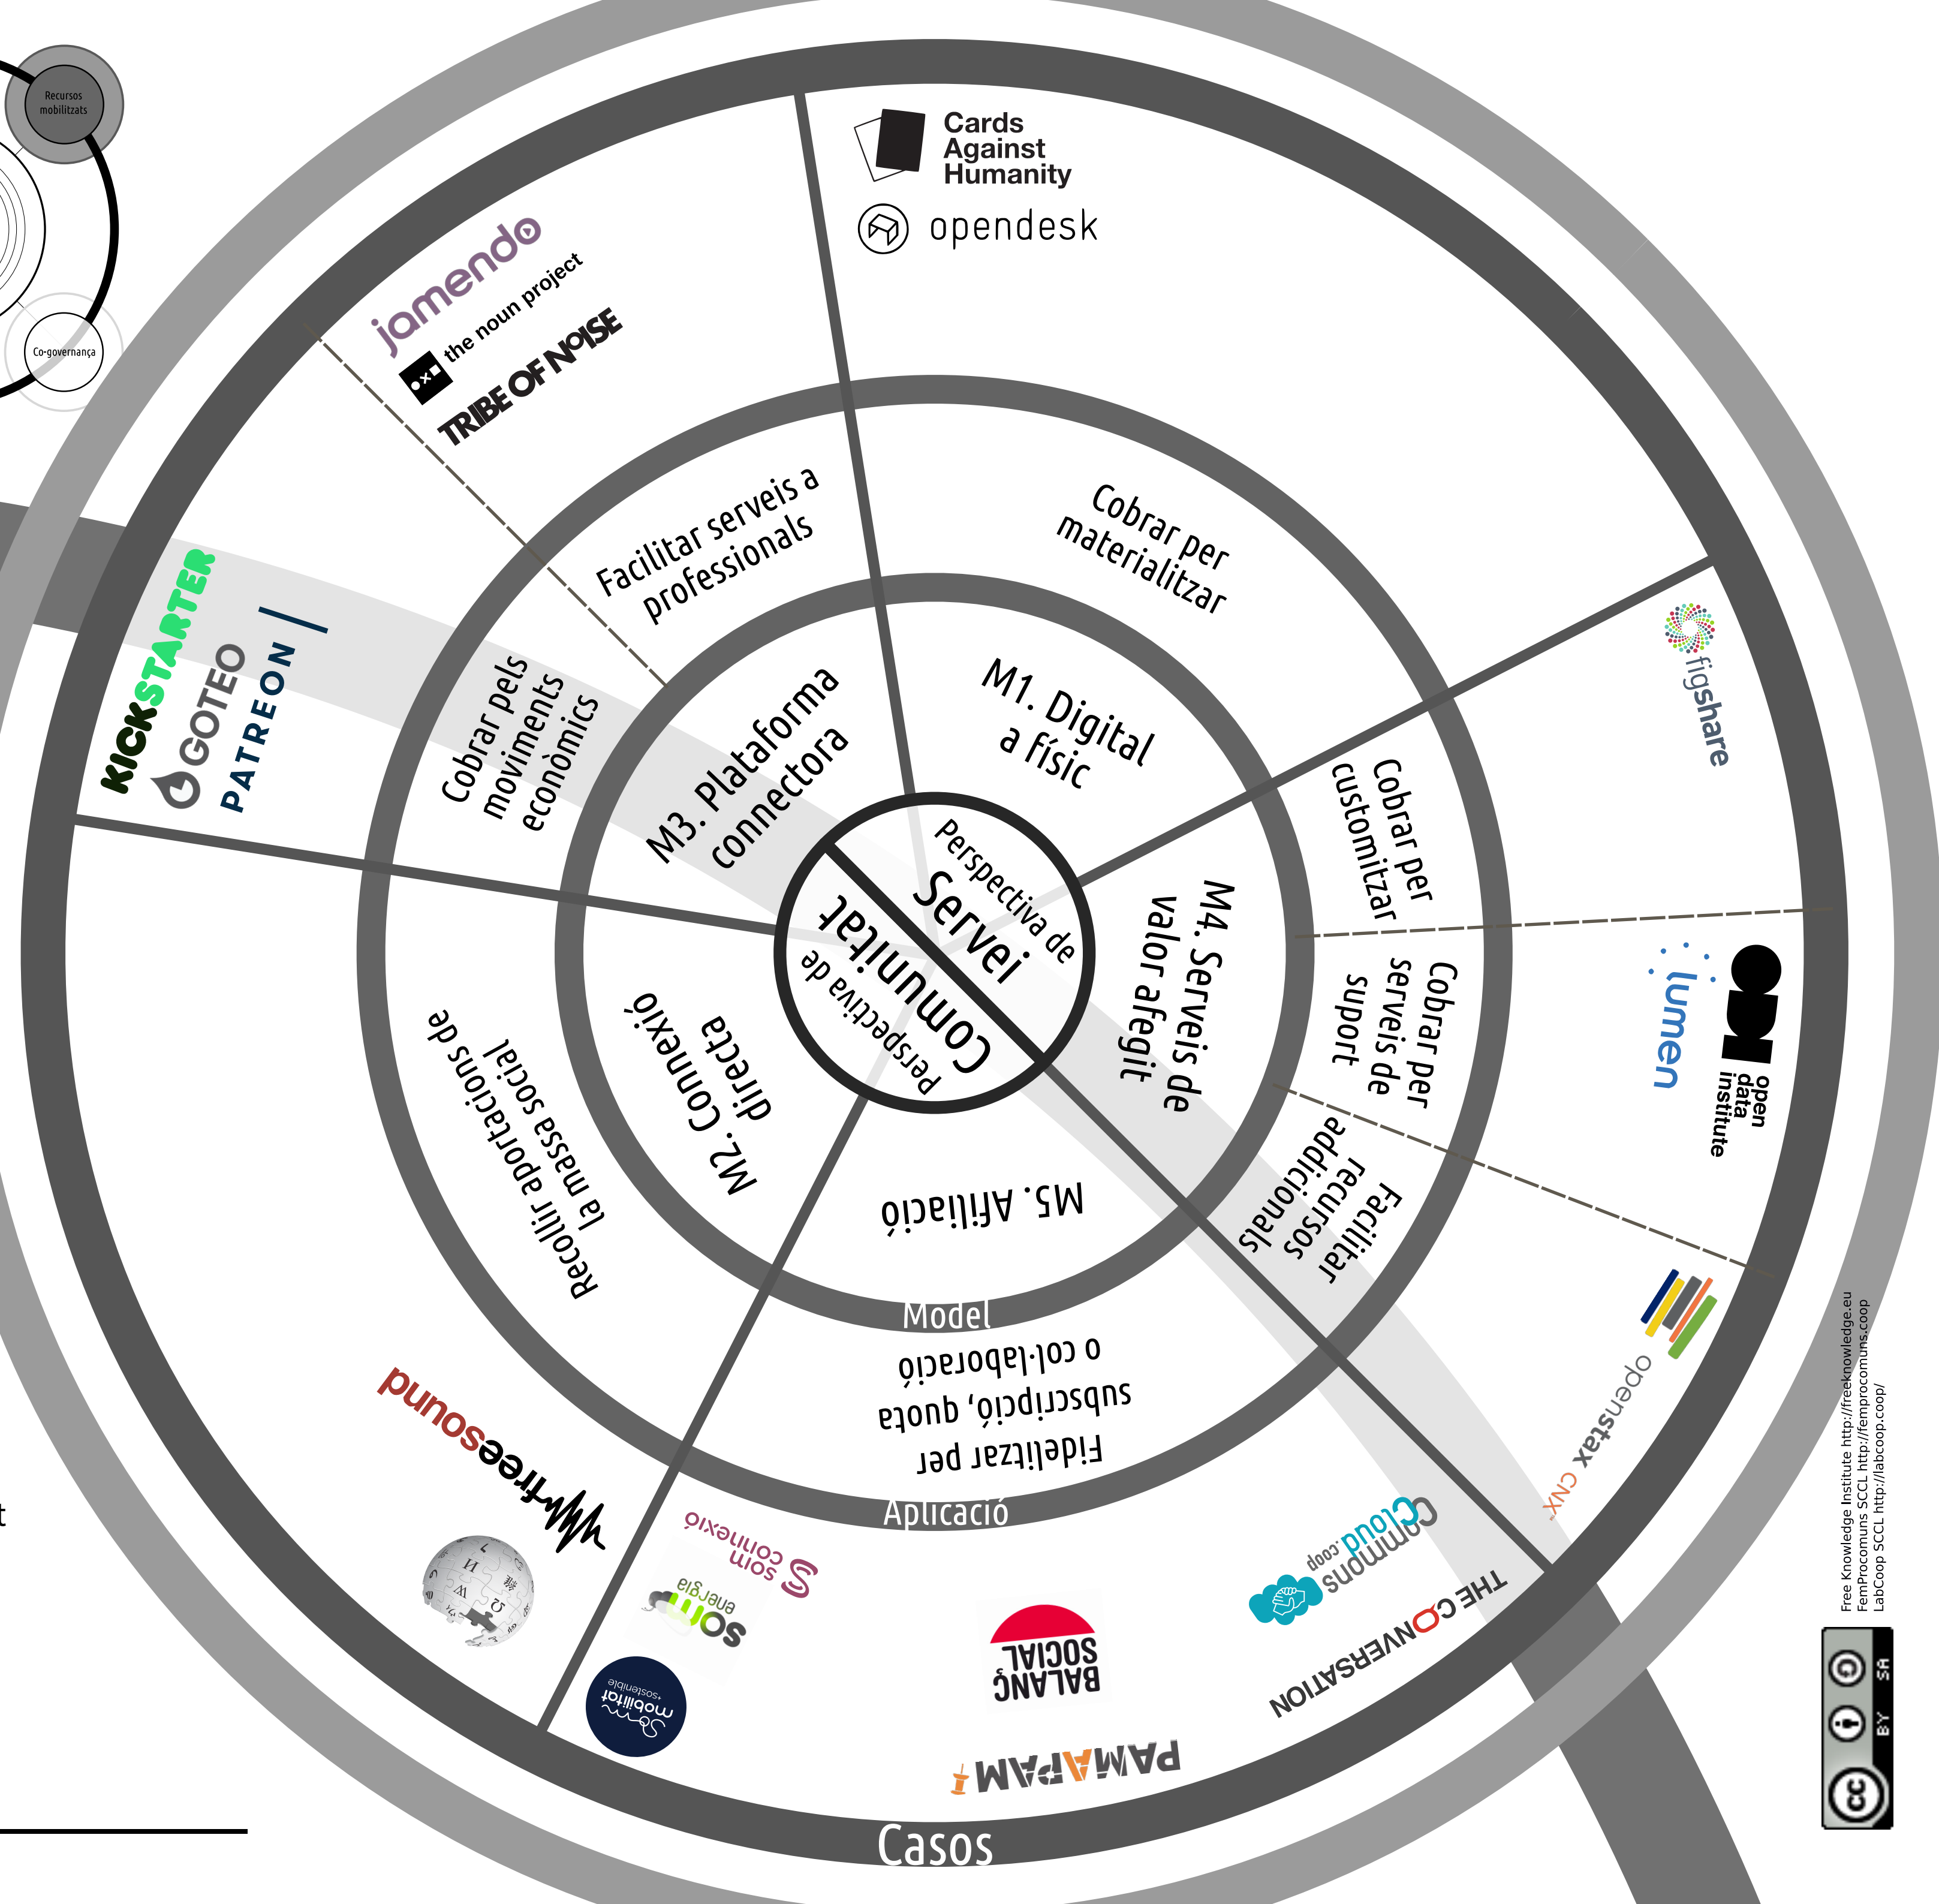 Recursos
mobilitzats
Co-governança
Cards
Against
Humanity
opendesk
jamendo
the noun project
TRIBE OF NOISE
KICKSTARTER
GOTEO
PATREON
Facilitar serveis a
professionals
Cobrar per
materialitzar
Cobrar pels
moviments
econòmics
M3. Plataforma
connectora
M1. Digital
a físic
figshare
Cobrar per
customitzar
Perspectiva de
Servei
Perspectiva de
Comunitat
M4. Serveis de
valor afegit
Cobrar per
serveis de
suport
lumen
open
data
institute
Facilitar
recursos
addicionals
openstax CNX
M2. Connexió
directa
Recollir aportacions de
la massa social
M5. Afiliació
Model
Fidelitzar per
subscripció, quota
o col·laboració
Aplicació
freesound
som
connexió
som
energia
Som
mobilitat
+sostenible
BALANÇ
SOCIAL
PAMAPAM
commons
cloud
.coop
THE CONVERSATION
Casos
t
Free Knowledge Institute http://freeknowledge.eu
FemProcomuns SCCL http://femprocomuns.coop
LabCoop SCCL http://labcoop.coop/
cc
BY SA